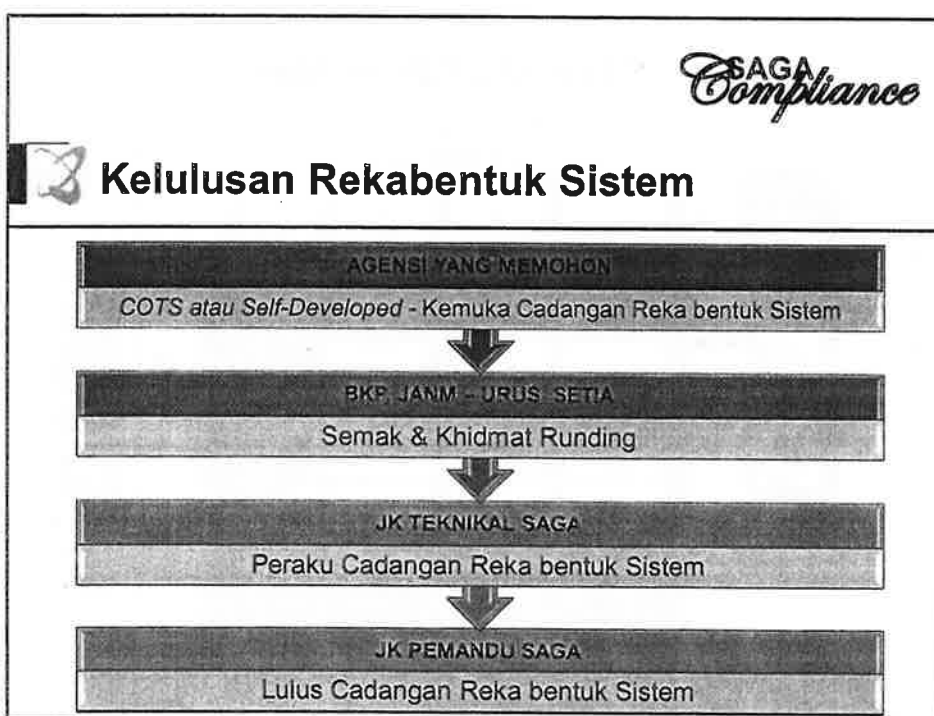 SAGA
Compliance
Kelulusan Rekabentuk Sistem
AGENSI YANG MEMOHON
COTS atau Self-Developed - Kemuka Cadangan Reka bentuk Sistem
BKP, JANM – URUS SETIA
Semak & Khidmat Runding
JK TEKNIKAL SAGA
Peraku Cadangan Reka bentuk Sistem
JK PEMANDU SAGA
Lulus Cadangan Reka bentuk Sistem